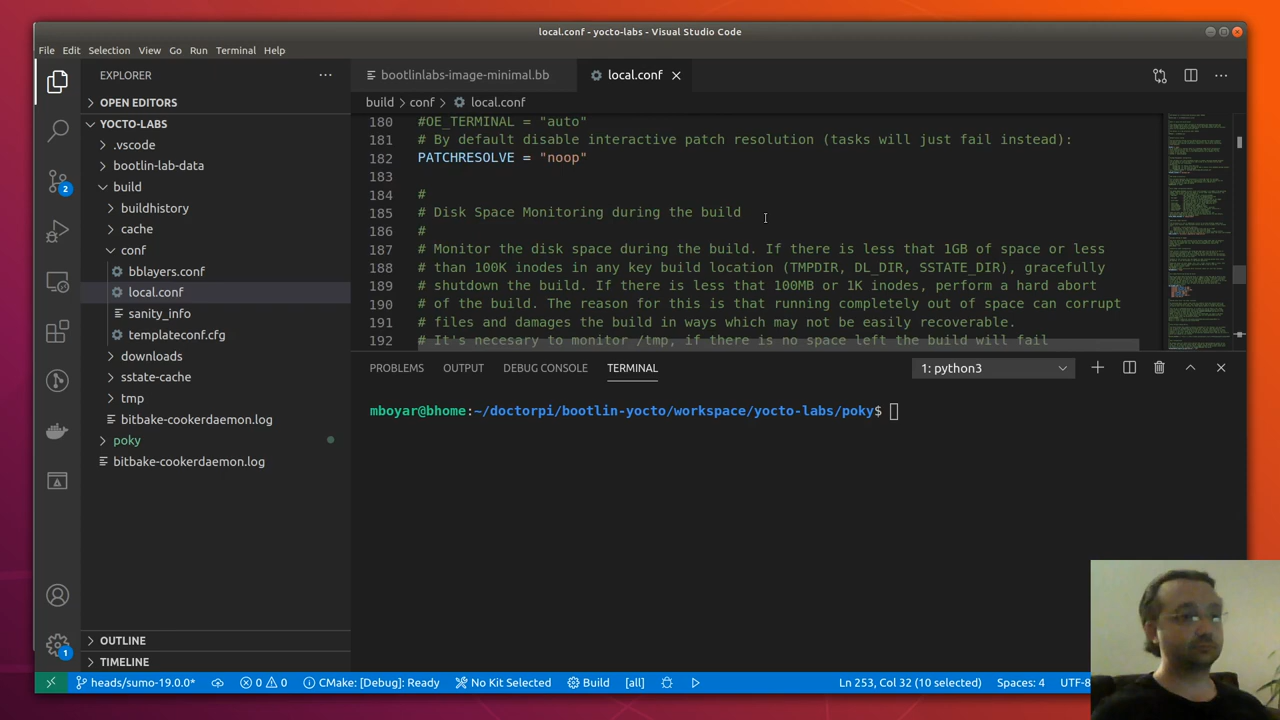 local.conf - yocto-labs - Visual Studio Code
File Edit Selection View Go Run Terminal Help
EXPLORER
OPEN EDITORS
YOCTO-LABS
.vscode
bootlin-lab-data
build
buildhistory
cache
conf
bblayers.conf
local.conf
sanity_info
templateconf.cfg
downloads
sstate-cache
tmp
bitbake-cookerdaemon.log
poky
bitbake-cookerdaemon.log
OUTLINE
TIMELINE
2
1
bootlinlabs-image-minimal.bb
local.conf
build > conf > local.conf
180 #OE_TERMINAL = "auto"
181 # By default disable interactive patch resolution (tasks will just fail instead):
182 PATCHRESOLVE = "noop"
183
184 #
185 # Disk Space Monitoring during the build
186 #
187 # Monitor the disk space during the build. If there is less that 1GB of space or less
188 # than 100K inodes in any key build location (TMPDIR, DL_DIR, SSTATE_DIR), gracefully
189 # shutdown the build. If there is less that 100MB or 1K inodes, perform a hard abort
190 # of the build. The reason for this is that running completely out of space can corrupt
191 # files and damages the build in ways which may not be easily recoverable.
192 # It's necesary to monitor /tmp, if there is no space left the build will fail
PROBLEMS OUTPUT DEBUG CONSOLE TERMINAL
1: python3
mboyar@bhome:~/doctorpi/bootlin-yocto/workspace/yocto-labs/poky$
heads/sumo-19.0.0* 0 0 CMake: [Debug]: Ready No Kit Selected Build [all] Ln 253, Col 32 (10 selected) Spaces: 4 UTF-8